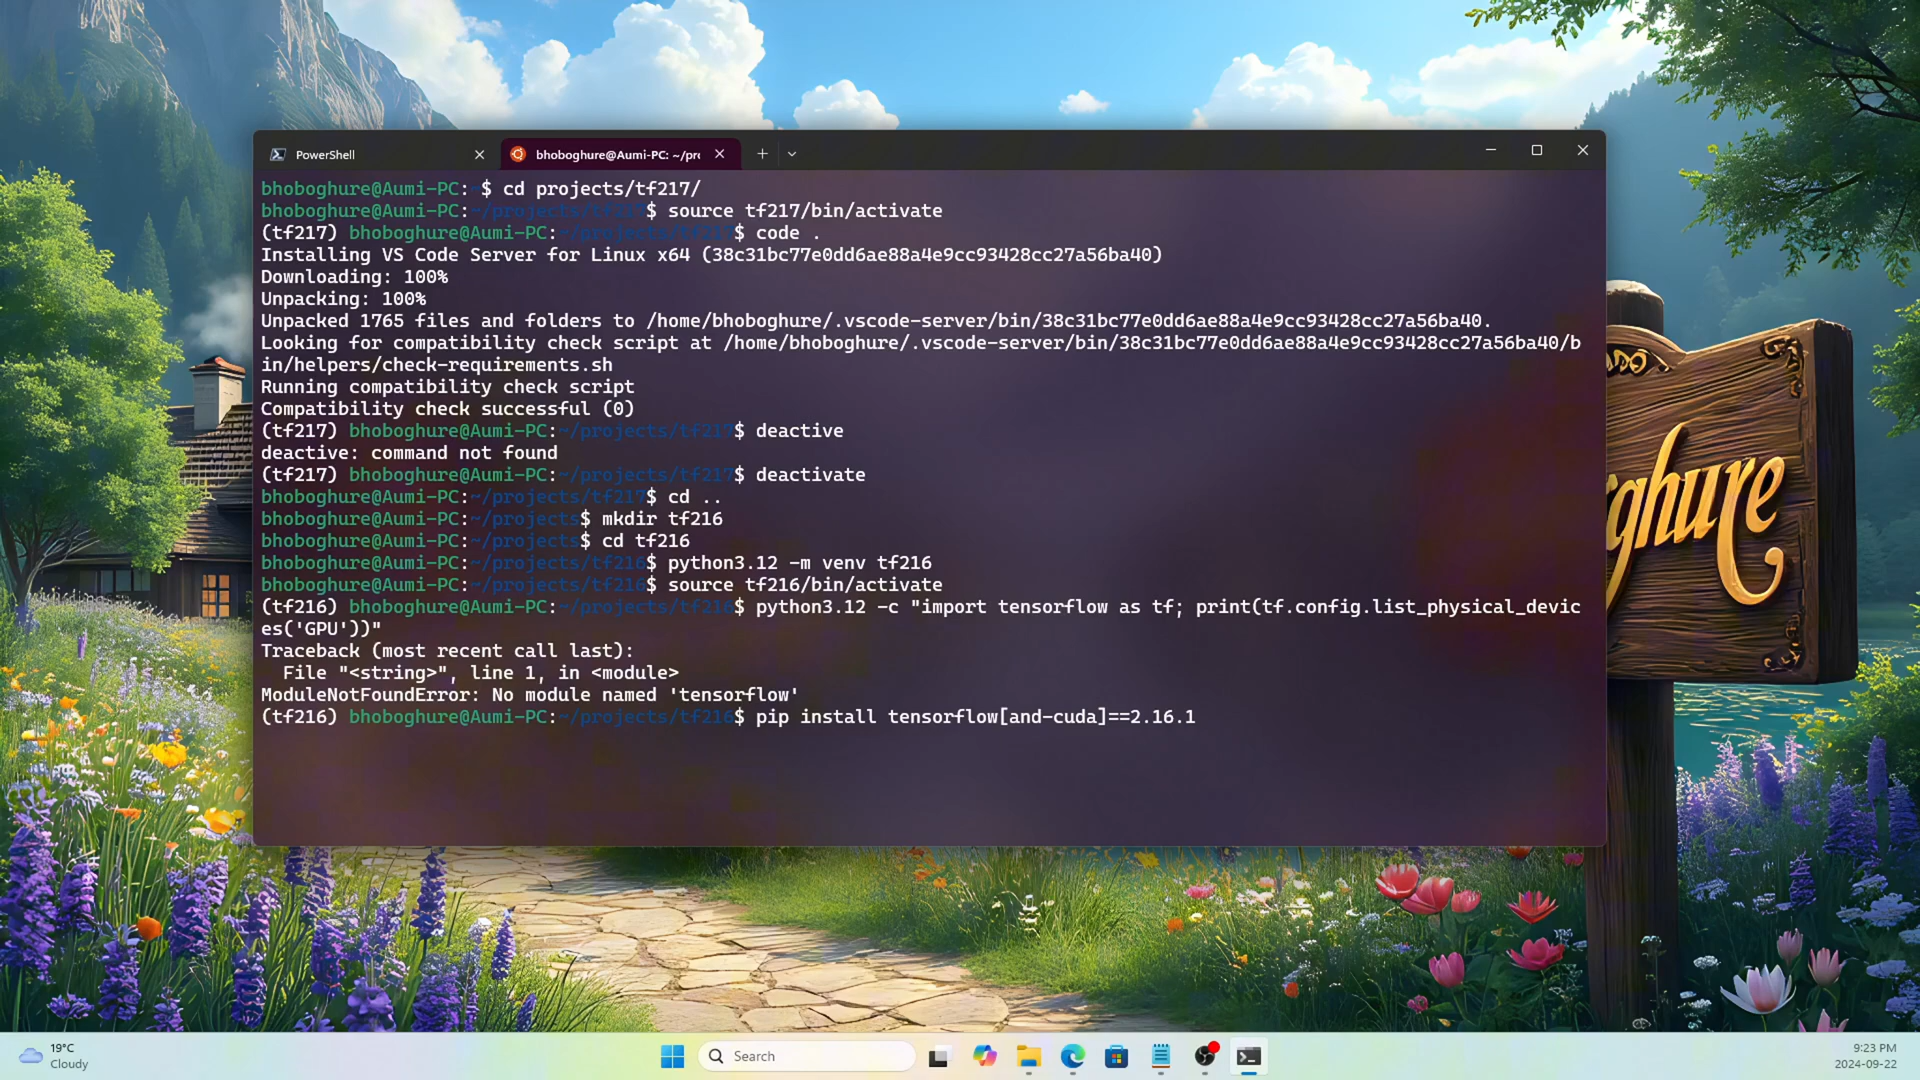 PowerShell
bhoboghure@Aumi-PC: ~/pr
bhoboghure@Aumi-PC:~$ cd projects/tf217/
bhoboghure@Aumi-PC:~/projects/tf217$ source tf217/bin/activate
(tf217) bhoboghure@Aumi-PC:~/projects/tf217$ code .
Installing VS Code Server for Linux x64 (38c31bc77e0dd6ae88a4e9cc93428cc27a56ba40)
Downloading: 100%
Unpacking: 100%
Unpacked 1765 files and folders to /home/bhoboghure/.vscode-server/bin/38c31bc77e0dd6ae88a4e9cc93428cc27a56ba40.
Looking for compatibility check script at /home/bhoboghure/.vscode-server/bin/38c31bc77e0dd6ae88a4e9cc93428cc27a56ba40/b
in/helpers/check-requirements.sh
Running compatibility check script
Compatibility check successful (0)
(tf217) bhoboghure@Aumi-PC:~/projects/tf217$ deactive
deactive: command not found
(tf217) bhoboghure@Aumi-PC:~/projects/tf217$ deactivate
bhoboghure@Aumi-PC:~/projects/tf217$ cd ..
bhoboghure@Aumi-PC:~/projects$ mkdir tf216
bhoboghure@Aumi-PC:~/projects$ cd tf216
bhoboghure@Aumi-PC:~/projects/tf216$ python3.12 -m venv tf216
bhoboghure@Aumi-PC:~/projects/tf216$ source tf216/bin/activate
(tf216) bhoboghure@Aumi-PC:~/projects/tf216$ python3.12 -c "import tensorflow as tf; print(tf.config.list_physical_devic
es('GPU'))"
Traceback (most recent call last):
  File "<string>", line 1, in <module>
ModuleNotFoundError: No module named 'tensorflow'
(tf216) bhoboghure@Aumi-PC:~/projects/tf216$ pip install tensorflow[and-cuda]==2.16.1
ghure
19°C
Cloudy
Search
9:23 PM
2024-09-22